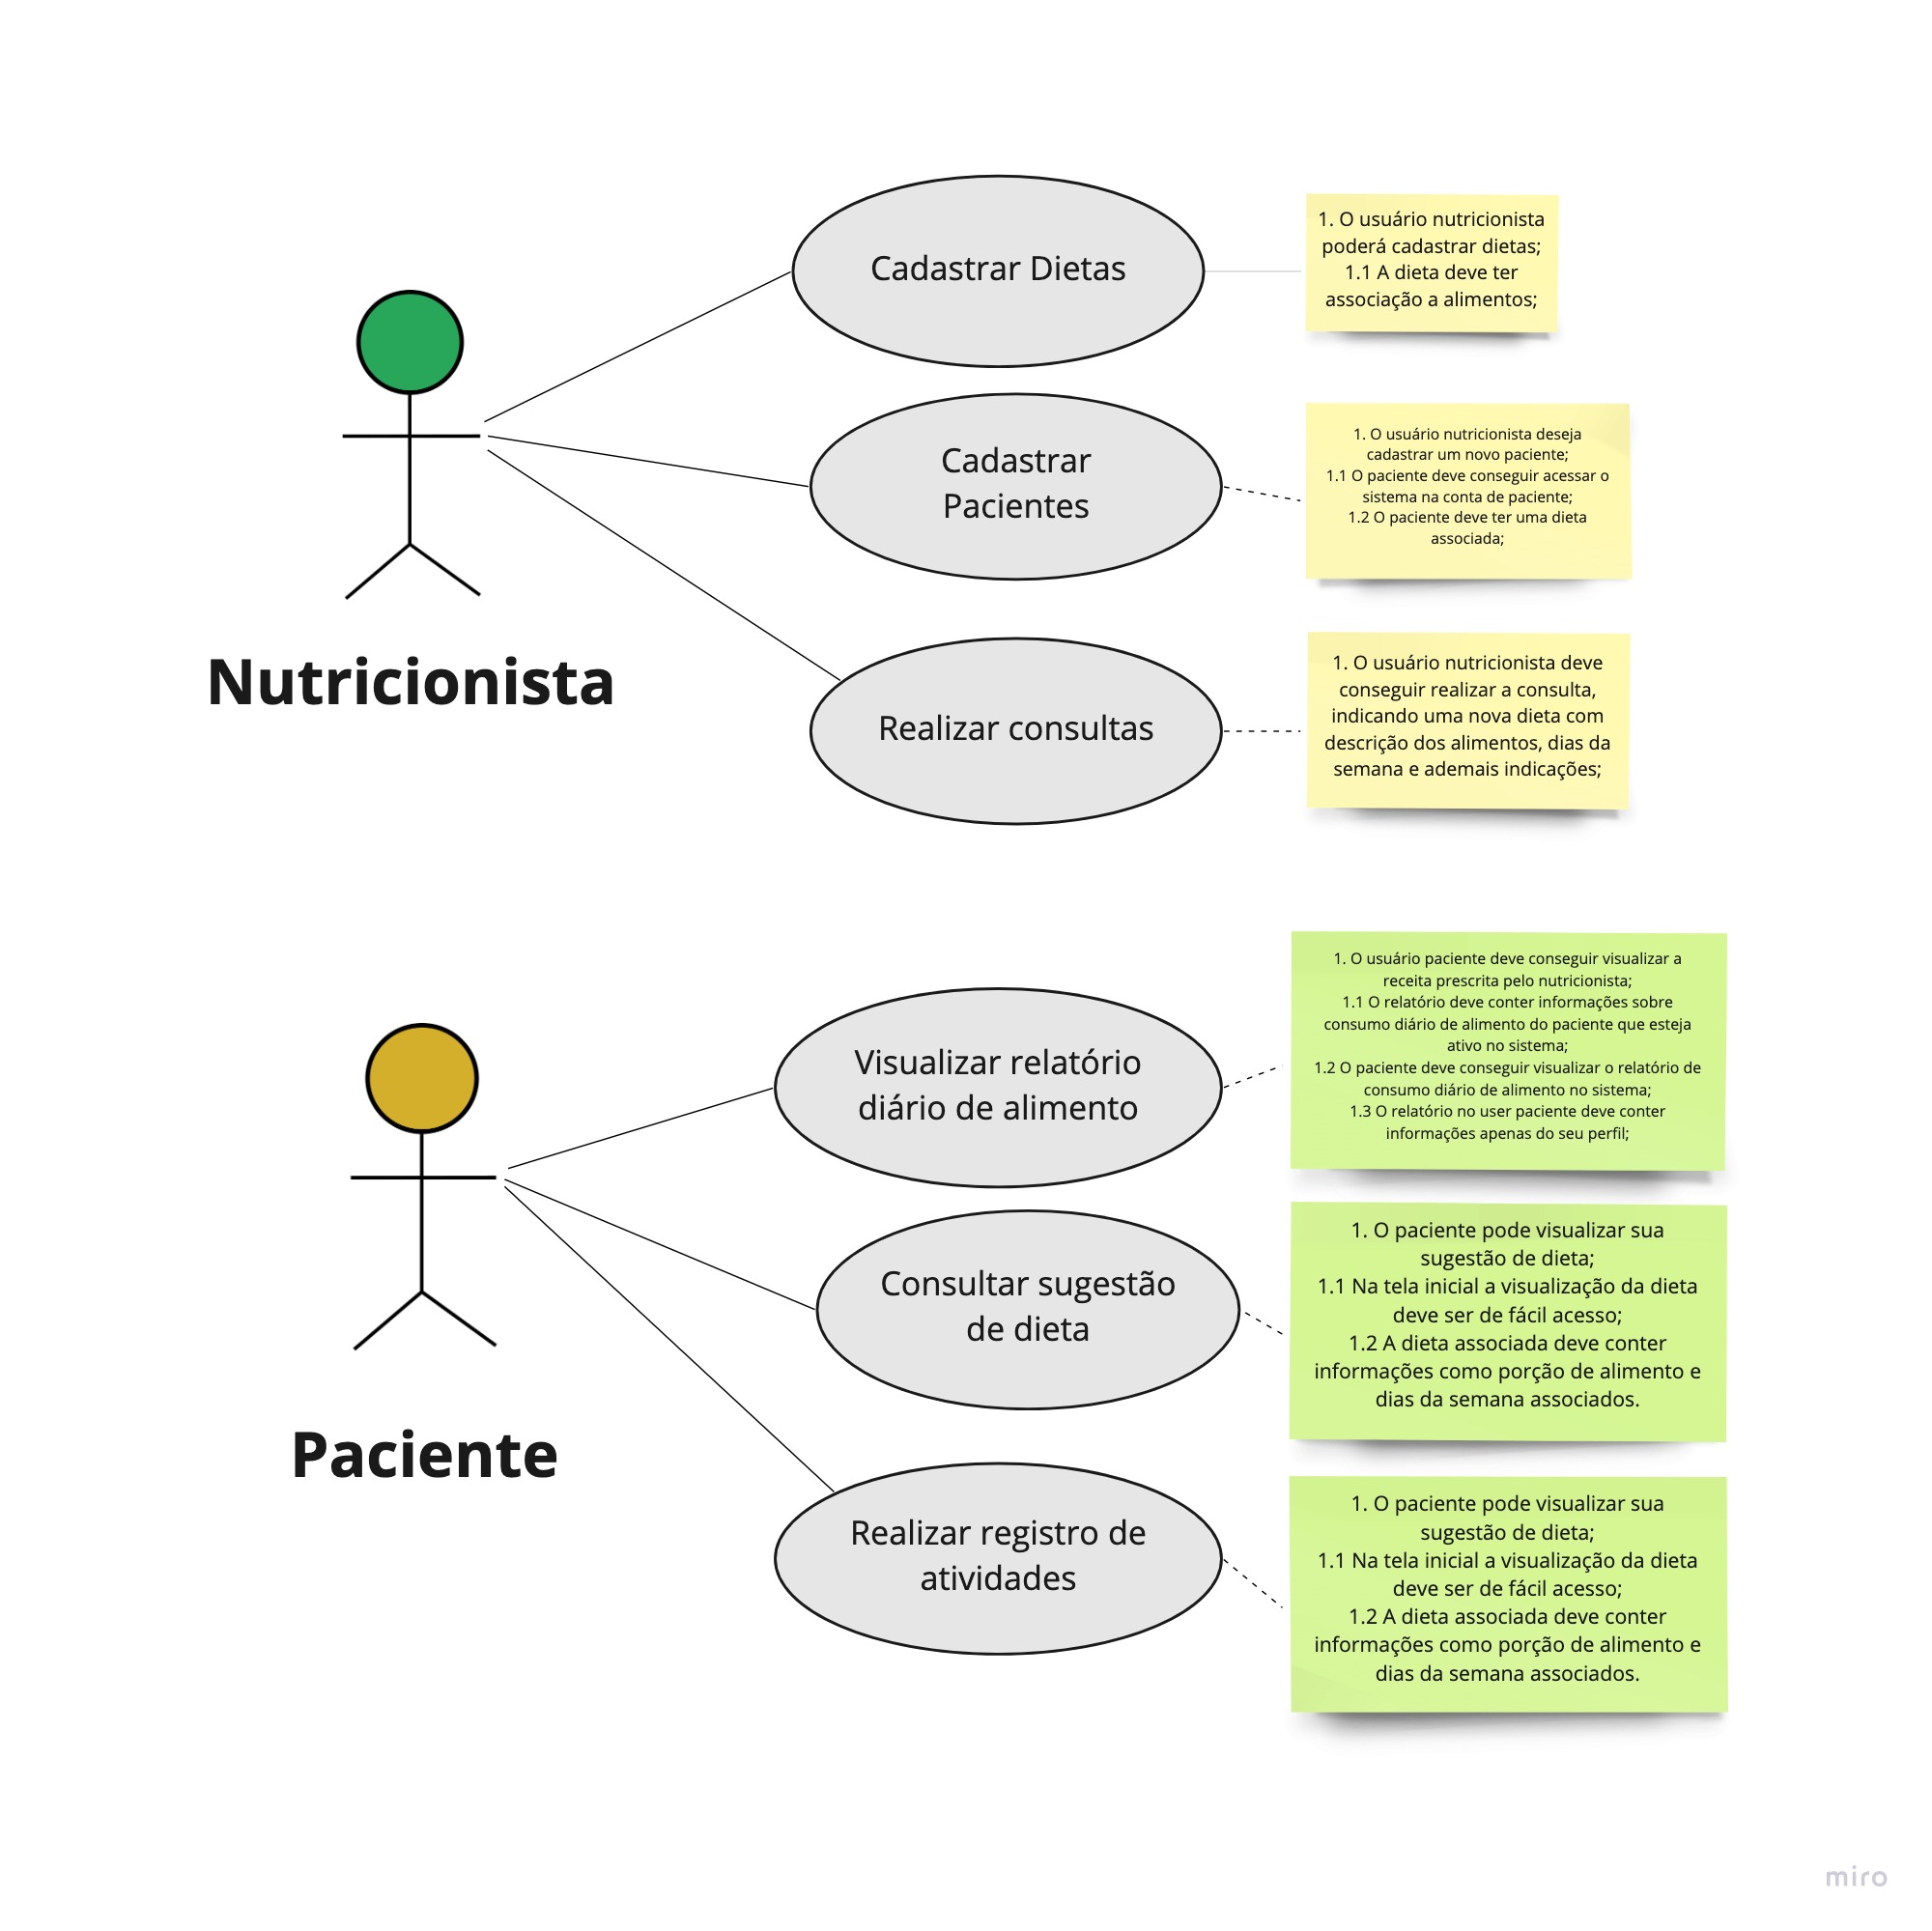 Cadastrar Dietas
1. O usuário nutricionista
poderá cadastrar dietas;
1.1 A dieta deve ter
associação a alimentos;
Cadastrar
Pacientes
1. O usuário nutricionista deseja
cadastrar um novo paciente;
1.1 O paciente deve conseguir acessar o
sistema na conta de paciente;
1.2 O paciente deve ter uma dieta
associada;
Nutricionista
Realizar consultas
1. O usuário nutricionista deve
conseguir realizar a consulta,
indicando uma nova dieta com
descrição dos alimentos, dias da
semana e ademais indicações;
Visualizar relatório
diário de alimento
1. O usuário paciente deve conseguir visualizar a
receita prescrita pelo nutricionista;
1.1 O relatório deve conter informações sobre
consumo diário de alimento do paciente que esteja
ativo no sistema;
1.2 O paciente deve conseguir visualizar o relatório de
consumo diário de alimento no sistema;
1.3 O relatório no user paciente deve conter
informações apenas do seu perfil;
Consultar sugestão
de dieta
1. O paciente pode visualizar sua
sugestão de dieta;
1.1 Na tela inicial a visualização da dieta
deve ser de fácil acesso;
1.2 A dieta associada deve conter
informações como porção de alimento e
dias da semana associados.
Paciente
Realizar registro de
atividades
1. O paciente pode visualizar sua
sugestão de dieta;
1.1 Na tela inicial a visualização da dieta
deve ser de fácil acesso;
1.2 A dieta associada deve conter
informações como porção de alimento e
dias da semana associados.
miro